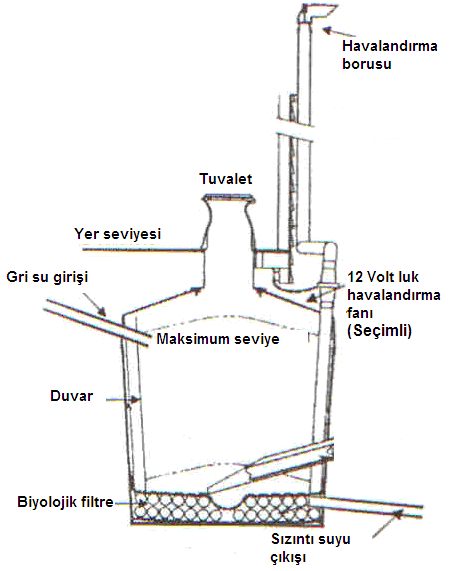 Havalandırma
borusu
Tuvalet
Yer seviyesi
Gri su girişi
12 Volt luk
havalandırma
fanı
(Seçimli)
Maksimum seviye
Duvar
Biyolojik filtre
Sızıntı suyu
çıkışı